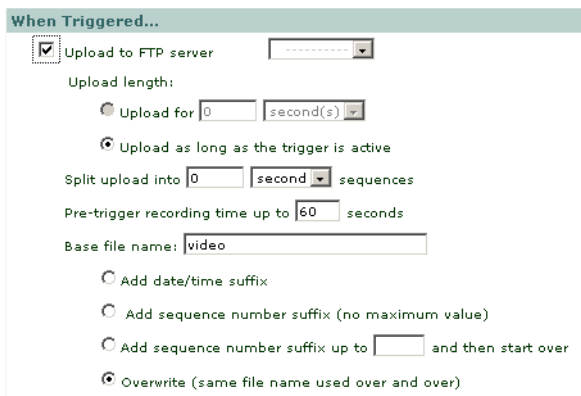 When Triggered...
Upload to FTP server ----------
Upload length:
Upload for 0 second(s)
Upload as long as the trigger is active
Split upload into 0 second sequences
Pre-trigger recording time up to 60 seconds
Base file name: video
Add date/time suffix
Add sequence number suffix (no maximum value)
Add sequence number suffix up to and then start over
Overwrite (same file name used over and over)